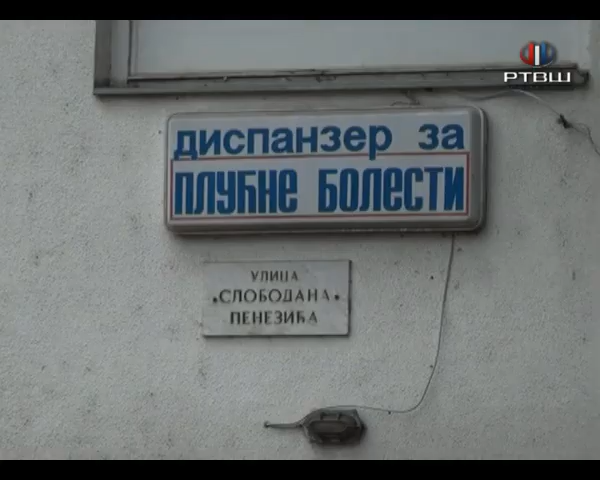 РТВШ
диспанзер за
ПЛУЋНЕ БОЛЕСТИ
УЛИЦА
•СЛОБОДАНА•
ПЕНЕЗИЋА